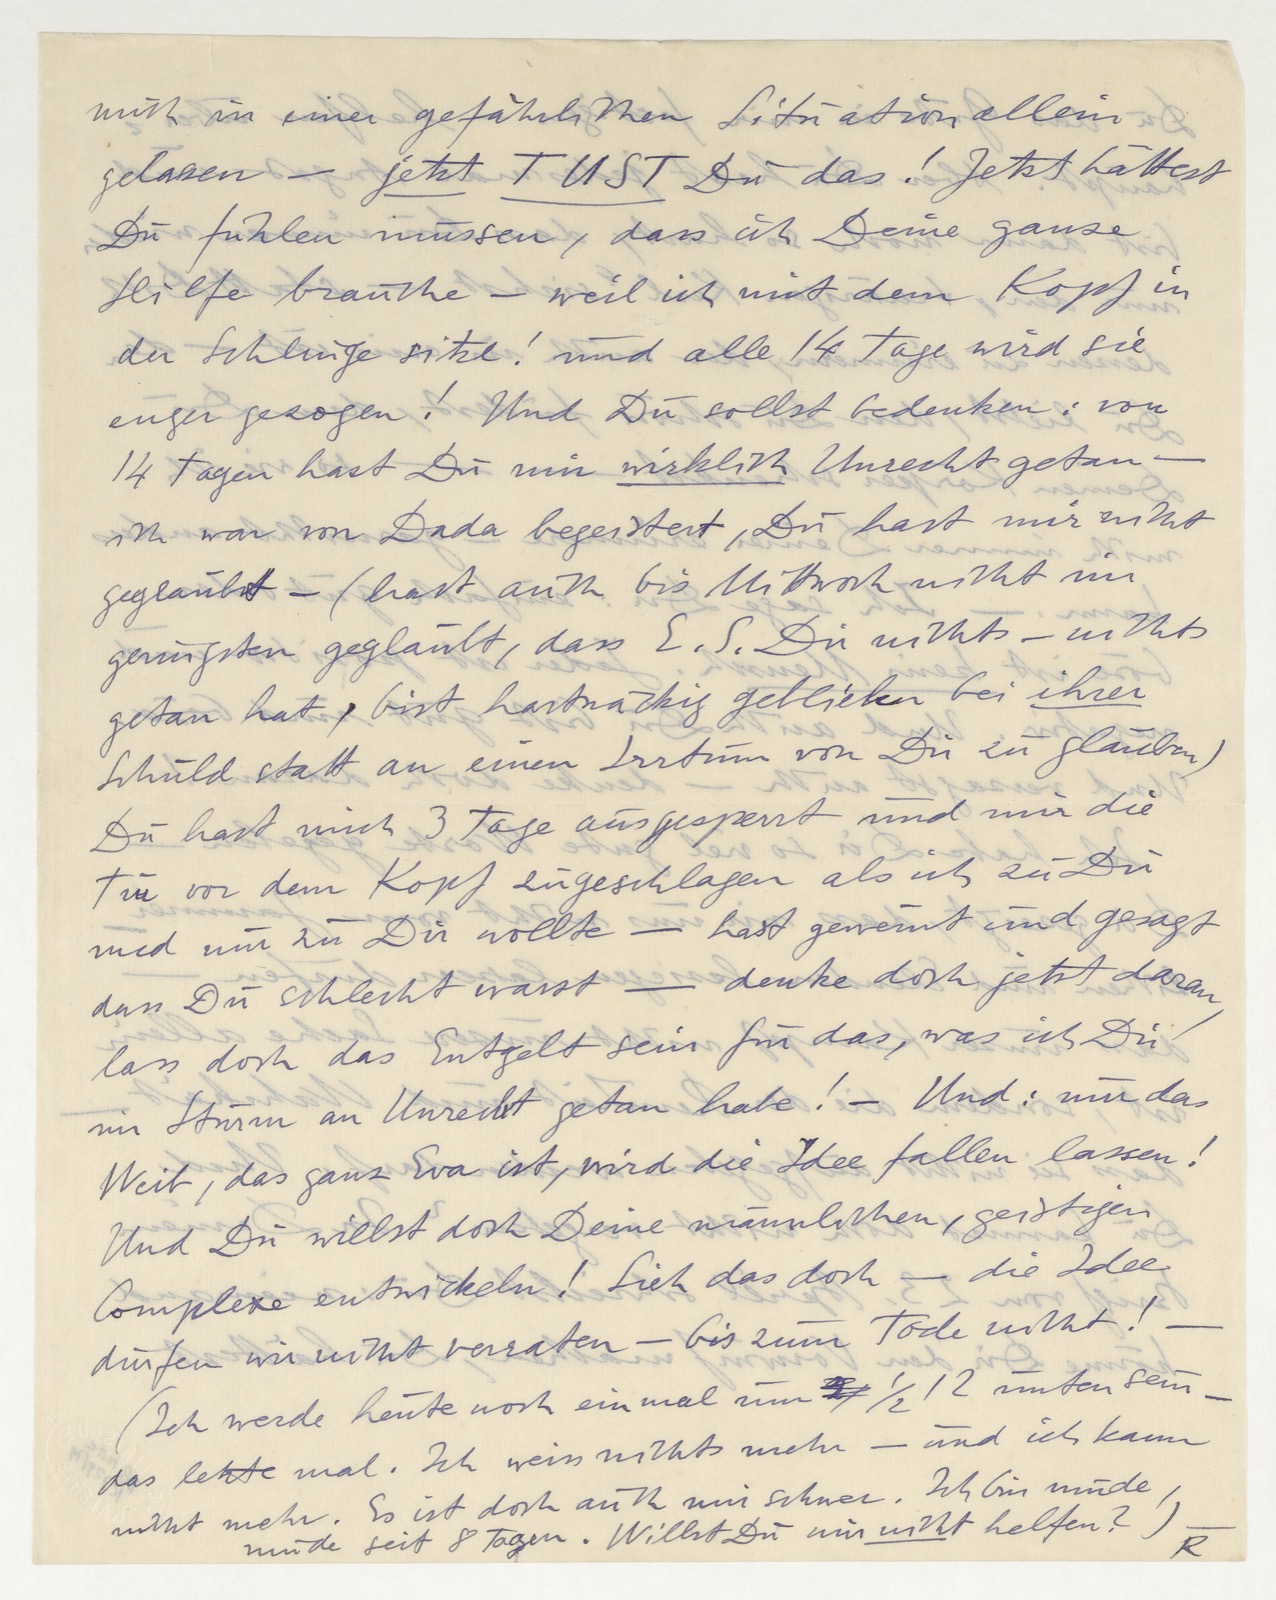 mich in einer gefährlichen Situation allein
gelassen — jetzt TUST Du das! Jetzt hättest
Du fühlen müssen, dass ich Deine ganze
Hilfe brauche — weil ich mit dem Kopf in
der Schlinge sitze! und alle 14 Tage wird sie
enger gezogen! Und Du sollst bedenken: vor
14 Tagen hast Du mir wirklich Unrecht getan —
ich war von Dada begeistert, Du hast mir nicht
geglaubt — (hast auch bis Mittwoch nicht im
geringsten geglaubt, dass E. S. Dir nichts — nichts
getan hat, bist hartnäckig geblieben bei ihrer
Schuld statt an einen Irrtum von Dir zu glauben)
Du hast mich 3 Tage ausgesperrt und mir die
Tür vor dem Kopf zugeschlagen als ich zu Dir
und nur zu Dir wollte — hast geweint und gesagt
dass Du schlecht warst — denke doch jetzt daran,
lass doch das Entgelt sein für das, was ich Dir
im Sturm an Unrecht getan habe! — Und: nur das
Weib, das ganz Eva ist, wird die Idee fallen lassen!
Und Du willst doch Deine männlichen, geistigen
Complexe entwickeln! Sieh das doch — die Idee
dürfen wir nicht verraten — bis zum Tode nicht! —
(Ich werde heute noch einmal um 1/2 12 unten sein —
das letzte mal. Ich weiss nichts mehr — und ich kann
nicht mehr. Es ist doch auch mir schwer. Ich bin müde,
müde seit 8 Tagen. Willst Du mir nicht helfen?)
R